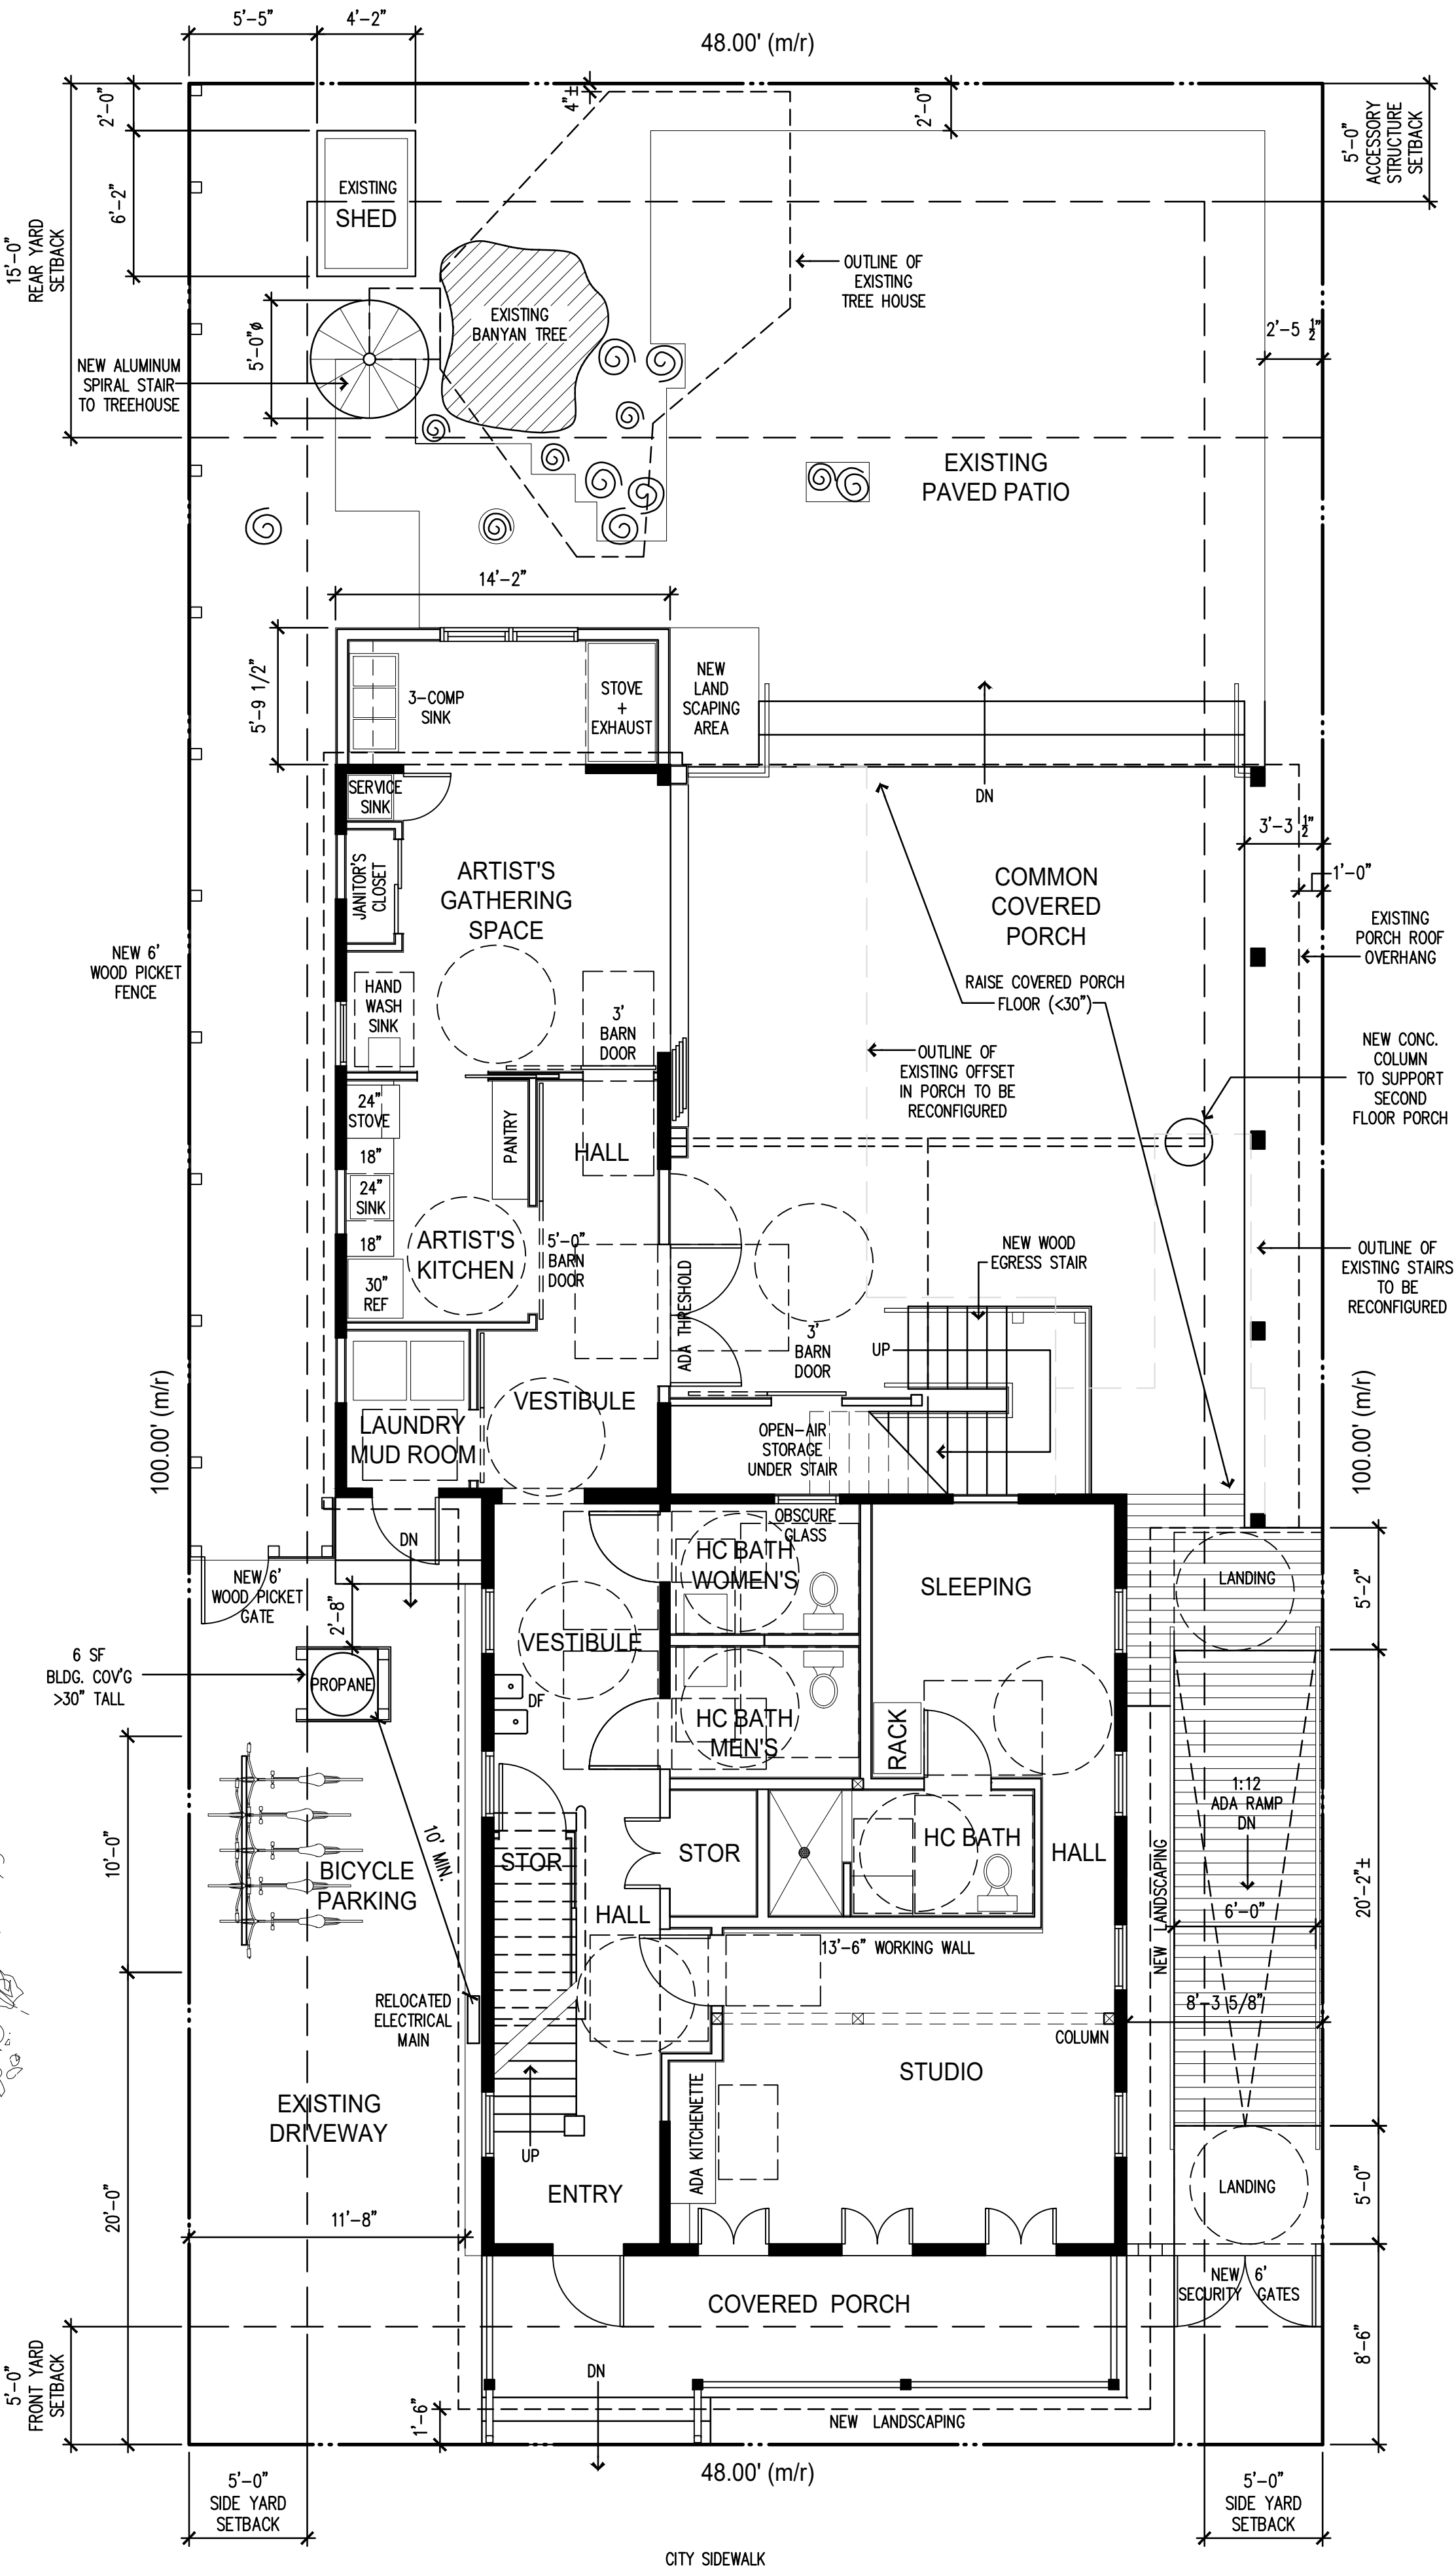 5'-5"
4'-2"
48.00' (m/r)
2'-0"
4"±
2'-0"
5'-0"
ACCESSORY
STRUCTURE
SETBACK
6'-2"
EXISTING
SHED
15'-0"
REAR YARD
SETBACK
OUTLINE OF
EXISTING
TREE HOUSE
EXISTING
BANYAN TREE
5'-0"ø
2'-5 ½"
NEW ALUMINUM
SPIRAL STAIR
TO TREEHOUSE
EXISTING
PAVED PATIO
14'-2"
5'-9 1/2"
3-COMP
SINK
STOVE
+
EXHAUST
NEW
LAND
SCAPING
AREA
DN
SERVICE
SINK
3'-3 ½"
JANITOR'S
CLOSET
ARTIST'S
GATHERING
SPACE
COMMON
COVERED
PORCH
1'-0"
NEW 6'
WOOD PICKET
FENCE
EXISTING
PORCH ROOF
OVERHANG
HAND
WASH
SINK
3'
BARN
DOOR
RAISE COVERED PORCH
FLOOR (<30")
OUTLINE OF
EXISTING OFFSET
IN PORCH TO BE
RECONFIGURED
NEW CONC.
COLUMN
TO SUPPORT
SECOND
FLOOR PORCH
24"
STOVE
18"
24"
SINK
18"
30"
REF
PANTRY
HALL
ARTIST'S
KITCHEN
5'-0"
BARN
DOOR
ADA THRESHOLD
NEW WOOD
EGRESS STAIR
OUTLINE OF
EXISTING STAIRS
TO BE
RECONFIGURED
3'
BARN
DOOR
UP
100.00' (m/r)
100.00' (m/r)
VESTIBULE
LAUNDRY
MUD ROOM
OPEN-AIR
STORAGE
UNDER STAIR
OBSCURE
GLASS
DN
HC BATH
WOMEN'S
SLEEPING
LANDING
5'-2"
NEW 6'
WOOD PICKET
GATE
2'-8"
VESTIBULE
6 SF
BLDG. COV'G
>30" TALL
PROPANE
DF
HC BATH
MEN'S
RACK
1:12
ADA RAMP
DN
10'-0"
10' MIN.
BICYCLE
PARKING
STOR
STOR
HC BATH
HALL
NEW LANDSCAPING
20'-2"±
6'-0"
HALL
13'-6" WORKING WALL
RELOCATED
ELECTRICAL
MAIN
8'-3 5/8"
COLUMN
STUDIO
EXISTING
DRIVEWAY
ADA KITCHENETTE
UP
20'-0"
ENTRY
LANDING
5'-0"
11'-8"
NEW 6'
SECURITY GATES
COVERED PORCH
8'-6"
5'-0"
FRONT YARD
SETBACK
DN
1'-6"
NEW LANDSCAPING
48.00' (m/r)
5'-0"
SIDE YARD
SETBACK
5'-0"
SIDE YARD
SETBACK
CITY SIDEWALK